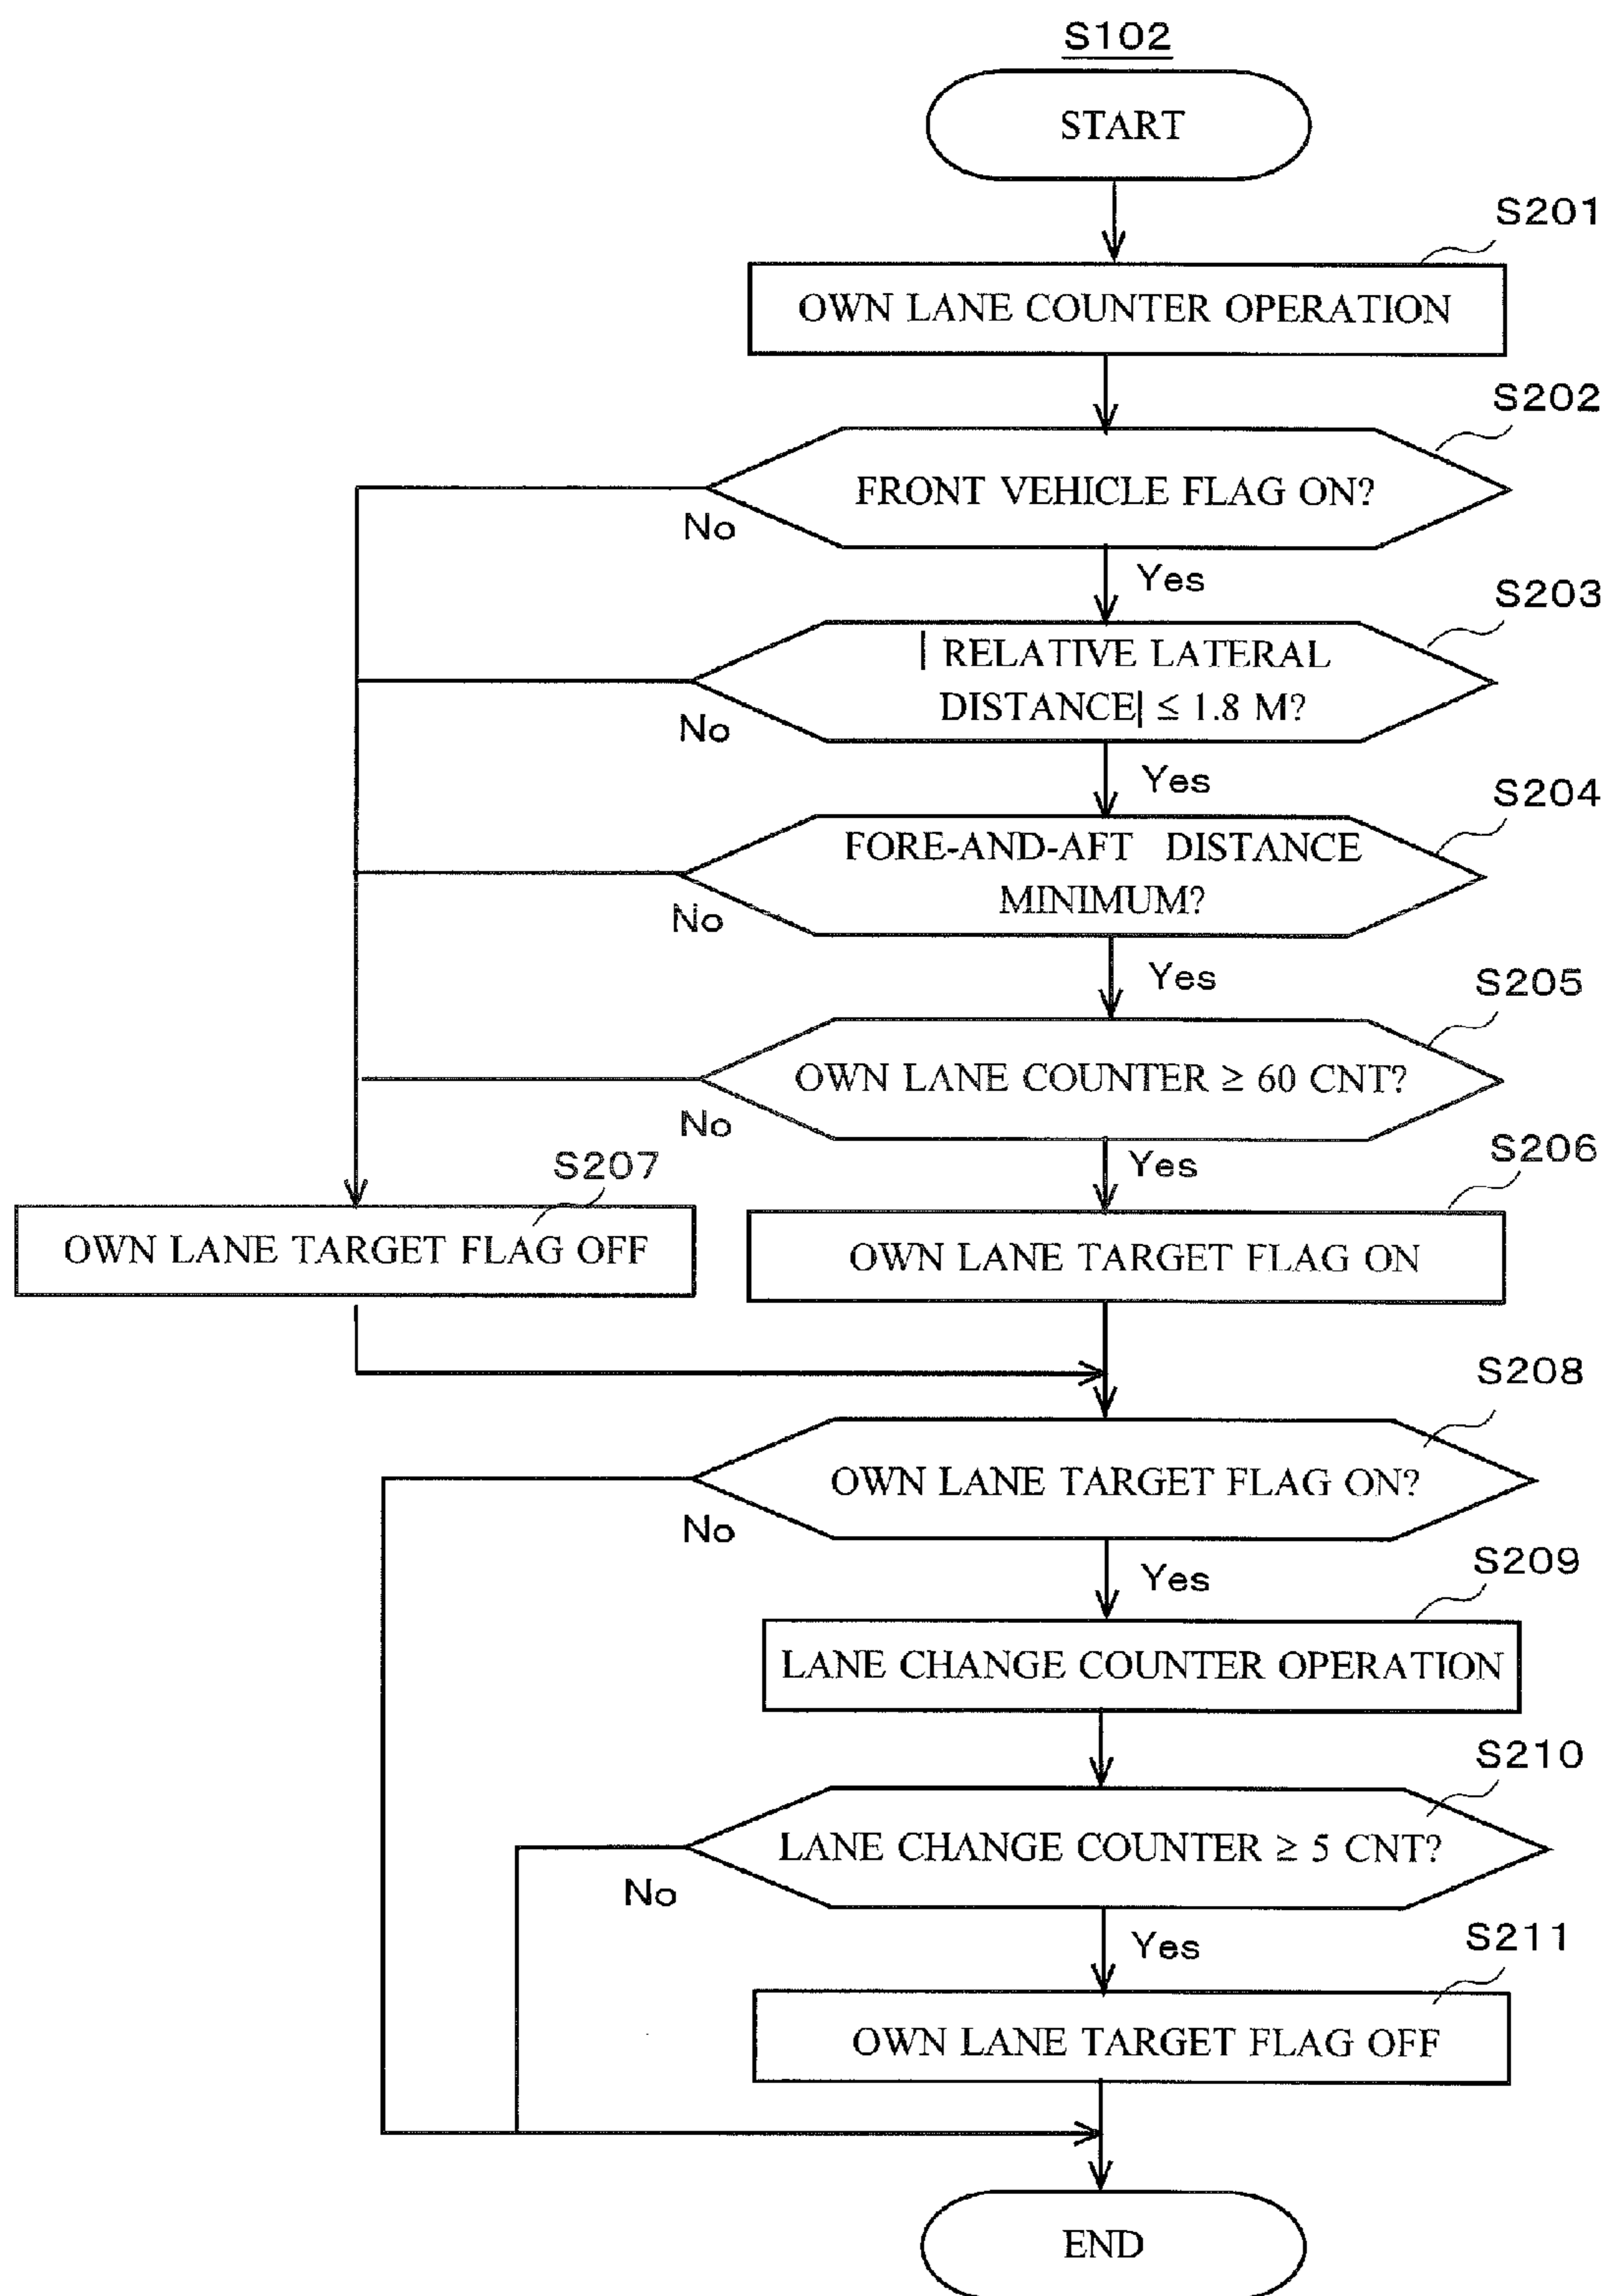 S102
START
S201
OWN LANE COUNTER OPERATION
S202
FRONT VEHICLE FLAG ON?
No
Yes
S203
| RELATIVE LATERAL
DISTANCE| ≤ 1.8 M?
No
Yes
S204
FORE-AND-AFT DISTANCE
MINIMUM?
No
Yes
S205
OWN LANE COUNTER ≥ 60 CNT?
No
Yes
S206
S207
OWN LANE TARGET FLAG OFF
OWN LANE TARGET FLAG ON
S208
OWN LANE TARGET FLAG ON?
No
Yes
S209
LANE CHANGE COUNTER OPERATION
S210
LANE CHANGE COUNTER ≥ 5 CNT?
No
Yes
S211
OWN LANE TARGET FLAG OFF
END